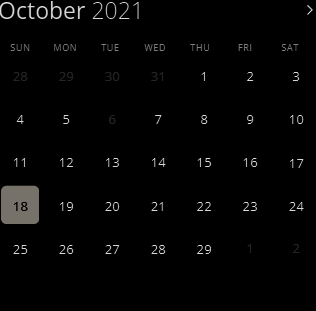 October 2021
SUN MON TUE WED THU FRI SAT
28 29 30 31 1 2 3
4 5 6 7 8 9 10
11 12 13 14 15 16 17
18 19 20 21 22 23 24
25 26 27 28 29 1 2